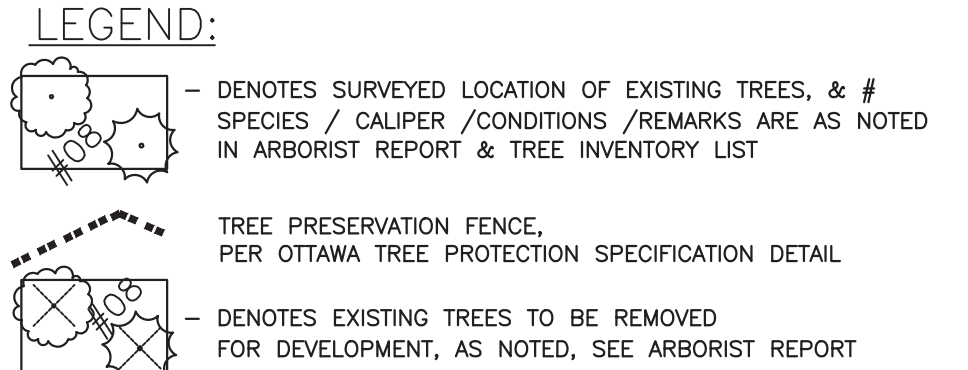 LEGEND:
#08
– DENOTES SURVEYED LOCATION OF EXISTING TREES, & #
SPECIES / CALIPER /CONDITIONS /REMARKS ARE AS NOTED
IN ARBORIST REPORT & TREE INVENTORY LIST
TREE PRESERVATION FENCE,
PER OTTAWA TREE PROTECTION SPECIFICATION DETAIL
#08
– DENOTES EXISTING TREES TO BE REMOVED
FOR DEVELOPMENT, AS NOTED, SEE ARBORIST REPORT